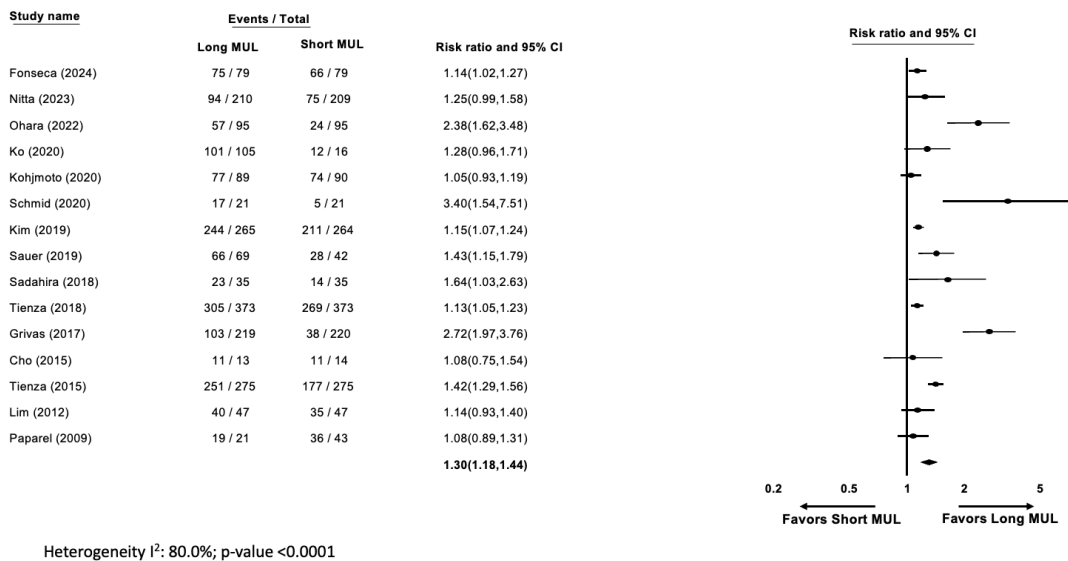 Study name Events / Total Risk ratio and 95% CI
Long MUL Short MUL Risk ratio and 95% CI
Fonseca (2024) 75 / 79 66 / 79 1.14(1.02,1.27)
Nitta (2023) 94 / 210 75 / 209 1.25(0.99,1.58)
Ohara (2022) 57 / 95 24 / 95 2.38(1.62,3.48)
Ko (2020) 101 / 105 12 / 16 1.28(0.96,1.71)
Kohjmoto (2020) 77 / 89 74 / 90 1.05(0.93,1.19)
Schmid (2020) 17 / 21 5 / 21 3.40(1.54,7.51)
Kim (2019) 244 / 265 211 / 264 1.15(1.07,1.24)
Sauer (2019) 66 / 69 28 / 42 1.43(1.15,1.79)
Sadahira (2018) 23 / 35 14 / 35 1.64(1.03,2.63)
Tienza (2018) 305 / 373 269 / 373 1.13(1.05,1.23)
Grivas (2017) 103 / 219 38 / 220 2.72(1.97,3.76)
Cho (2015) 11 / 13 11 / 14 1.08(0.75,1.54)
Tienza (2015) 251 / 275 177 / 275 1.42(1.29,1.56)
Lim (2012) 40 / 47 35 / 47 1.14(0.93,1.40)
Paparel (2009) 19 / 21 36 / 43 1.08(0.89,1.31)
1.30(1.18,1.44)
0.2 0.5 1 2 5
Favors Short MUL Favors Long MUL
Heterogeneity I²: 80.0%; p-value <0.0001